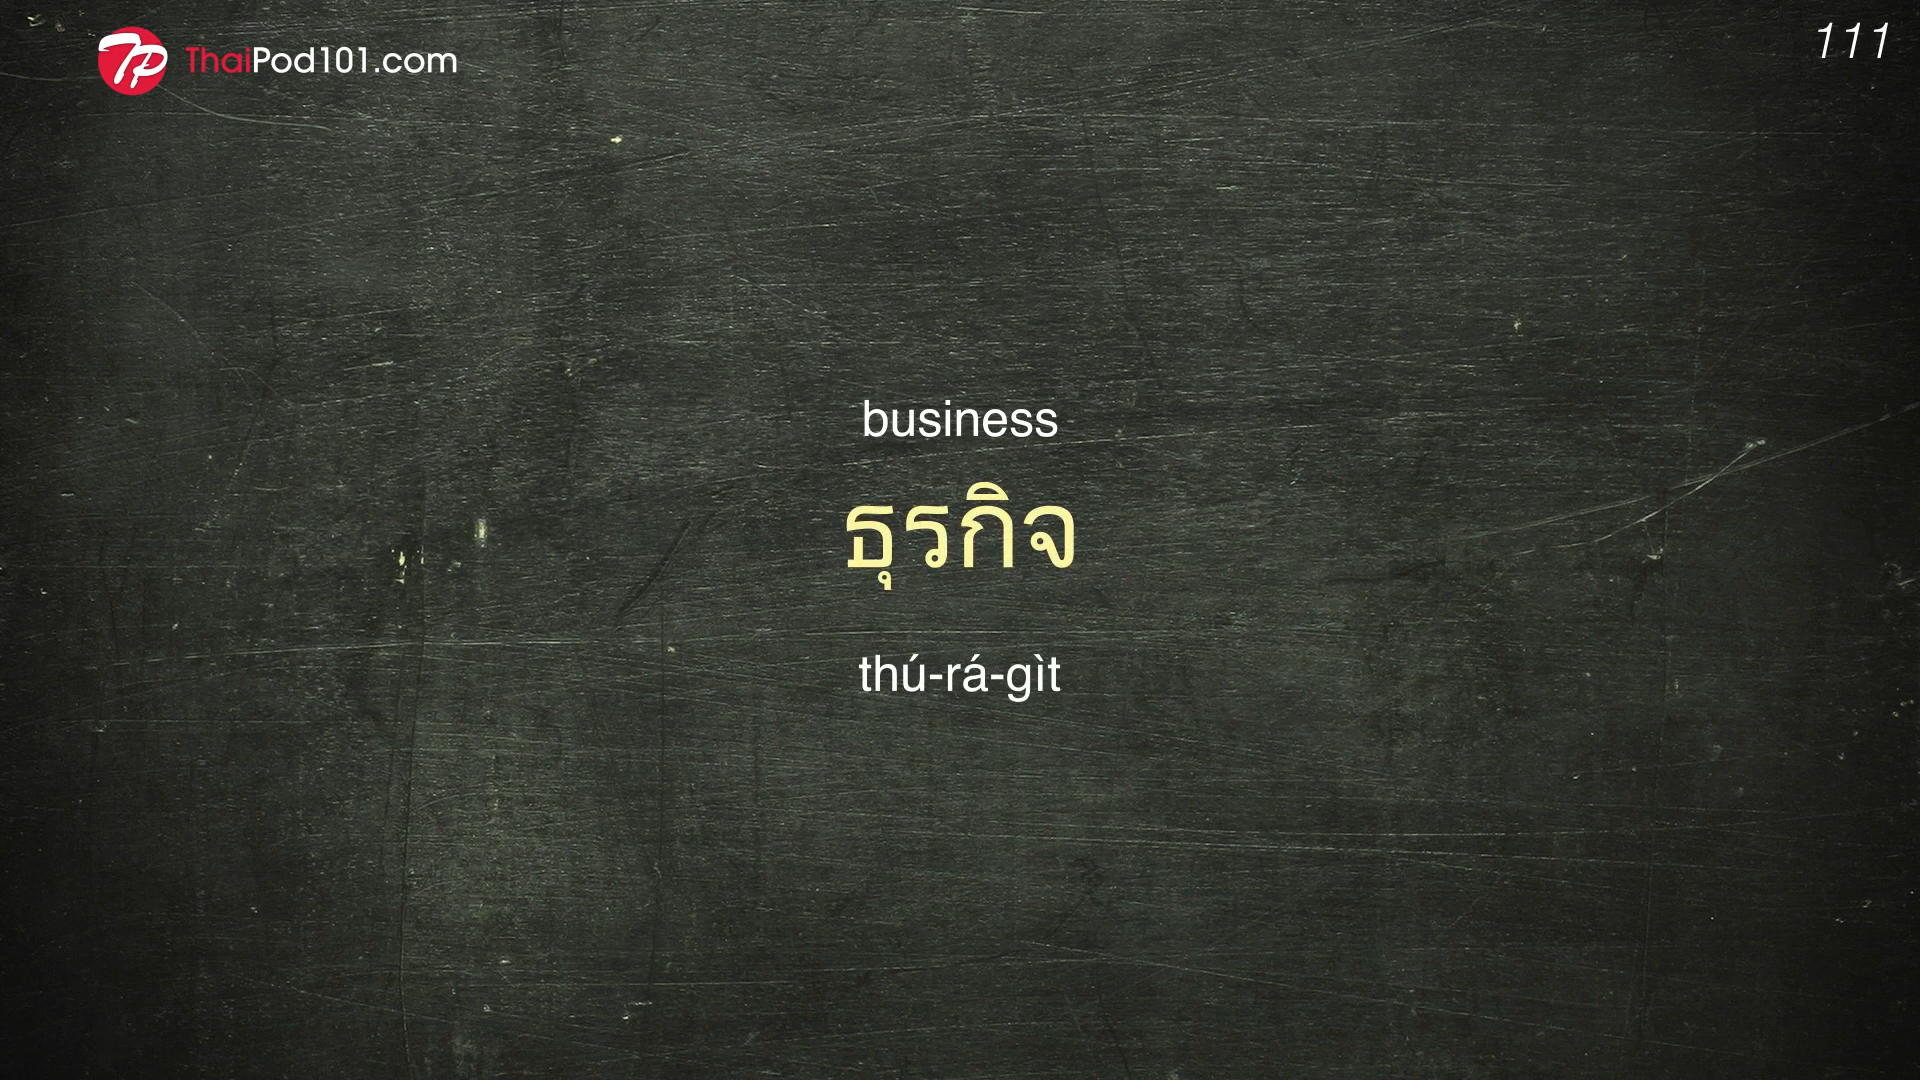 ThaiPod101.com
111
business
ธุรกิจ
thú-rá-gìt